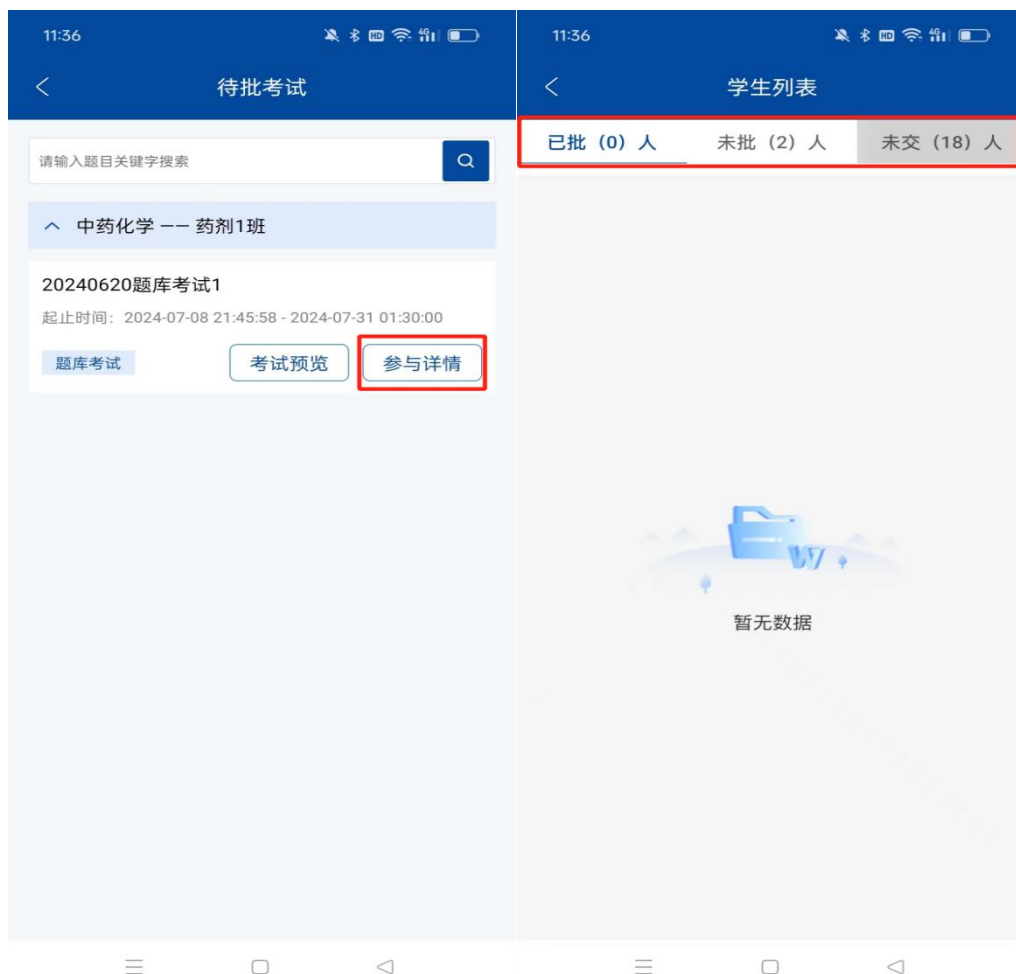 11:36
待批考试
请输入题目关键字搜索
中药化学 —— 药剂1班
20240620题库考试1
起止时间：2024-07-08 21:45:58 - 2024-07-31 01:30:00
题库考试 考试预览 参与详情
11:36
学生列表
已批（0）人 未批（2）人 未交（18）人
W
暂无数据